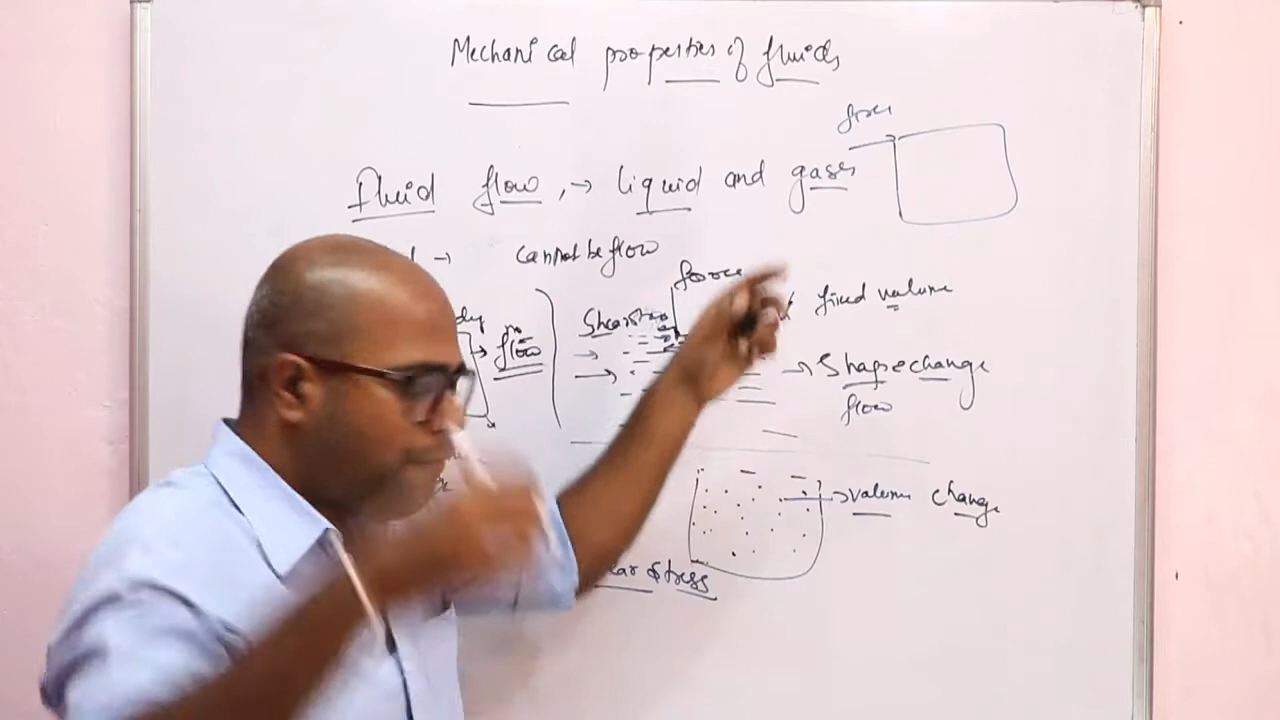 Mechanical properties of fluids
force
Fluid flow, → liquid and gases
→ cannot be flow
force
fixed volume
no
flow
→ Shape change
flow
→ volume change
stress